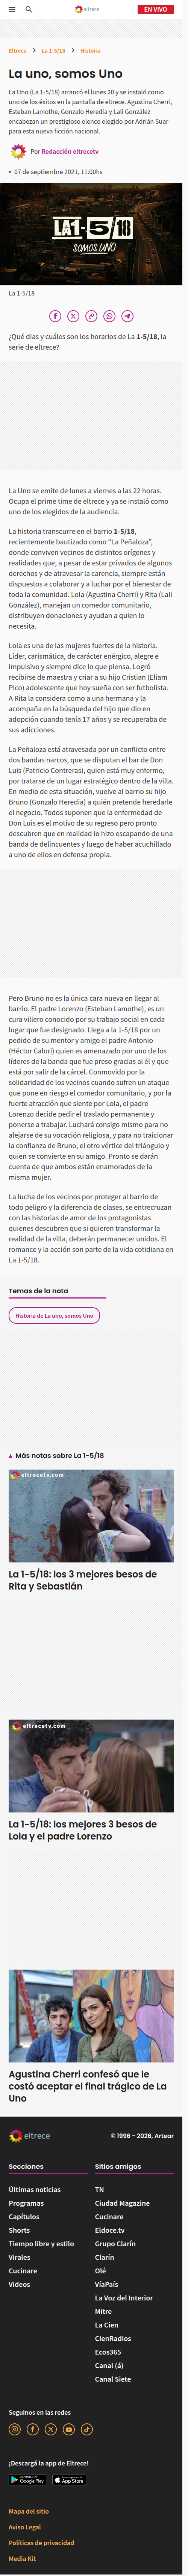 eltrece
EN VIVO
Eltrece > La 1-5/18 > Historia
La uno, somos Uno
La Uno (La 1-5/18) arrancó el lunes 20 y se instaló como
uno de los éxitos en la pantalla de eltrece. Agustina Cherri,
Esteban Lamothe, Gonzalo Heredia y Lali González
encabezan un prestigioso elenco elegido por Adrián Suar
para esta nueva ficción nacional.
Por Redacción eltrecetv
07 de septiembre 2021, 11:00hs
LA 1-5/18
SOMOS UNO
La 1-5/18
¿Qué dias y cuáles son los horarios de La 1-5/18, la
serie de eltrece?
La Uno se emite de lunes a viernes a las 22 horas.
Ocupa el prime time de eltrece y ya se instaló como
uno de los elegidos de la audiencia.
La historia transcurre en el barrio 1-5/18,
recientemente bautizado como "La Peñaloza",
donde conviven vecinos de distintos orígenes y
realidades que, a pesar de estar privados de algunos
derechos y de atravesar la carencia, siempre están
dispuestos a colaborar y a luchar por el bienestar de
toda la comunidad. Lola (Agustina Cherri) y Rita (Lali
González), manejan un comedor comunitario,
distribuyen donaciones y ayudan a quien lo
necesita.
Lola es una de las mujeres fuertes de la historia.
Líder, carismática, de carácter enérgico, alegre e
impulsivo y siempre dice lo que piensa. Logró
recibirse de maestra y criar a su hijo Cristian (Eliam
Pico) adolescente que hoy sueña con ser futbolista.
A Rita la considera como a una hermana y la
acompaña en la búsqueda del hijo que dio en
adopción cuando tenía 17 años y se recuperaba de
sus adicciones.
La Peñaloza está atravesada por un conflicto entre
dos bandas narcos, que se disputan el bar de Don
Luis (Patricio Contreras), quien está muy enfermo,
por tratarse de un lugar estratégico dentro de la villa.
En medio de esta situación, vuelve al barrio su hijo
Bruno (Gonzalo Heredia) a quién pretende heredarle
el negocio. Todos suponen que la enfermedad de
Don Luis es el motivo de su regreso pero pronto
descubren que en realidad lo hizo escapando de una
banda de delincuentes y luego de haber acuchillado
a uno de ellos en defensa propia.
Pero Bruno no es la única cara nueva en llegar al
barrio. El padre Lorenzo (Esteban Lamothe), es un
cura villero conocido por su trabajo social en cada
lugar que fue designado. Llega a la 1-5/18 por un
pedido de su mentor y amigo el padre Antonio
(Héctor Calori) quien es amenazado por uno de los
líderes de la banda que fue preso gracias al él y que
está por salir de la cárcel. Conmovido por la
solidaridad de los vecinos cuando sufren un ataque
que pone en riesgo el comedor comunitario, y por la
fuerte atracción que siente por Lola, el padre
Lorenzo decide pedir el traslado permanente y
ponerse a trabajar. Luchará consigo mismo para no
alejarse de su vocación religiosa, y para no traicionar
la confianza de Bruno, el otro vértice del triángulo y
quien se convierte en su amigo. Pronto se darán
cuenta de que ambos están enamorados de la
misma mujer.
La lucha de los vecinos por proteger al barrio de
todo peligro y la diferencia de clases, se entrecruzan
con las historias de amor de los protagonistas
quienes descubren que si quieren transformar la
realidad de la villa, deberán permanecer unidos. El
romance y la acción son parte de la vida cotidiana en
La 1-5/18.
Temas de la nota
Historia de La uno, somos Uno
Más notas sobre La 1-5/18
eltrecetv.com
La 1-5/18: los 3 mejores besos de
Rita y Sebastián
eltrecetv.com
La 1-5/18: los mejores 3 besos de
Lola y el padre Lorenzo
Agustina Cherri confesó que le
costó aceptar el final trágico de La
Uno
eltrece
© 1996 - 2026, Artear
Secciones
Últimas noticias
Programas
Capítulos
Shorts
Tiempo libre y estilo
Virales
Cucinare
Videos
Sitios amigos
TN
Ciudad Magazine
Cucinare
Eldoce.tv
Grupo Clarín
Clarín
Olé
VíaPaís
La Voz del Interior
Mitre
La Cien
CienRadios
Ecos365
Canal (á)
Canal Siete
Seguinos en las redes
¡Descargá la app de Eltrece!
Google Play
App Store
Mapa del sitio
Aviso Legal
Políticas de privacidad
Media Kit